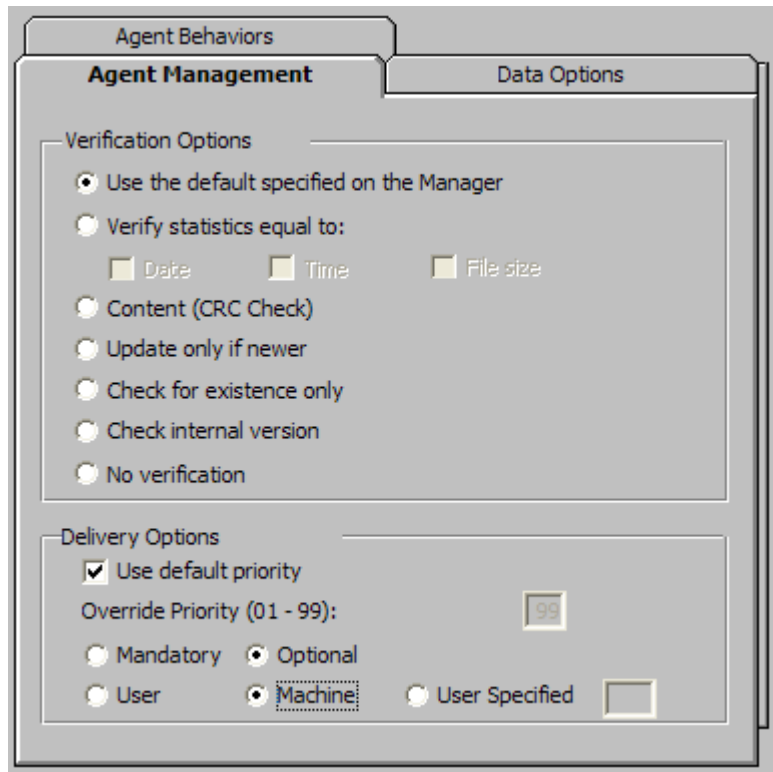 Agent Behaviors
Agent Management Data Options
Verification Options
Use the default specified on the Manager
Verify statistics equal to:
Date Time File size
Content (CRC Check)
Update only if newer
Check for existence only
Check internal version
No verification
Delivery Options
Use default priority
Override Priority (01 - 99): 99
Mandatory Optional
User Machine User Specified